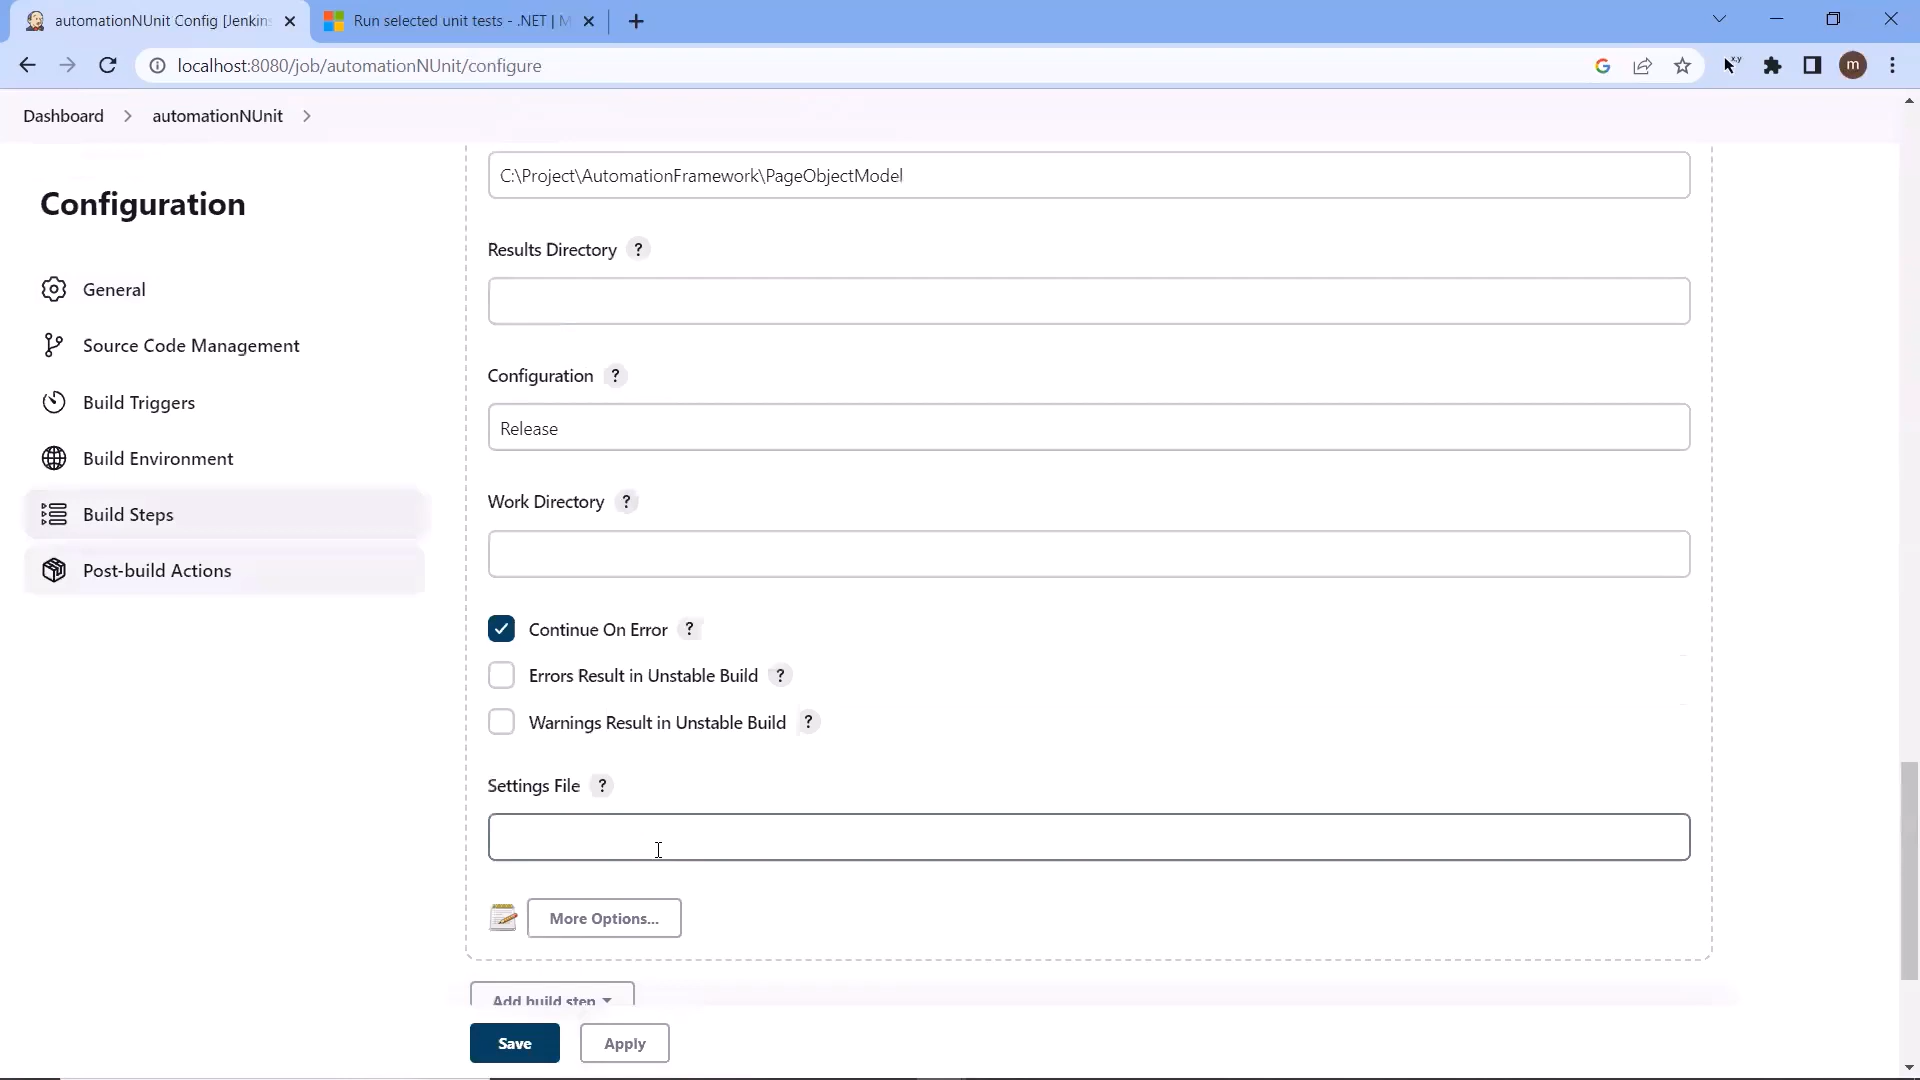 automationNUnit Config [Jenkins
Run selected unit tests - .NET | M
localhost:8080/job/automationNUnit/configure
x,y
m
Dashboard
automationNUnit
Configuration
General
Source Code Management
Build Triggers
Build Environment
Build Steps
Post-build Actions
C:\Project\AutomationFramework\PageObjectModel
Results Directory ?
Configuration ?
Release
Work Directory ?
Continue On Error ?
Errors Result in Unstable Build ?
Warnings Result in Unstable Build ?
Settings File ?
More Options...
Add build step
Save
Apply